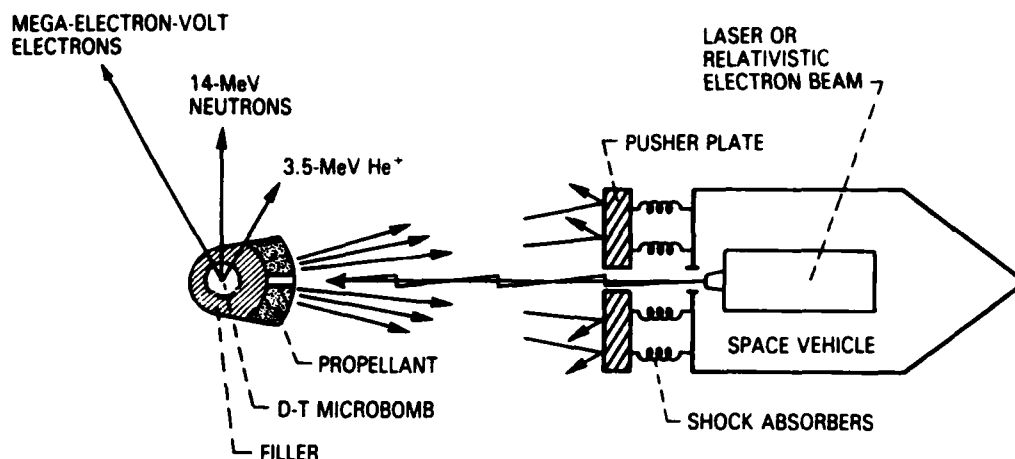 MEGA-ELECTRON-VOLT
ELECTRONS
14-MeV
NEUTRONS
3.5-MeV He+
LASER OR
RELATIVISTIC
ELECTRON BEAM
PUSHER PLATE
SPACE VEHICLE
PROPELLANT
D-T MICROBOMB
FILLER
SHOCK ABSORBERS